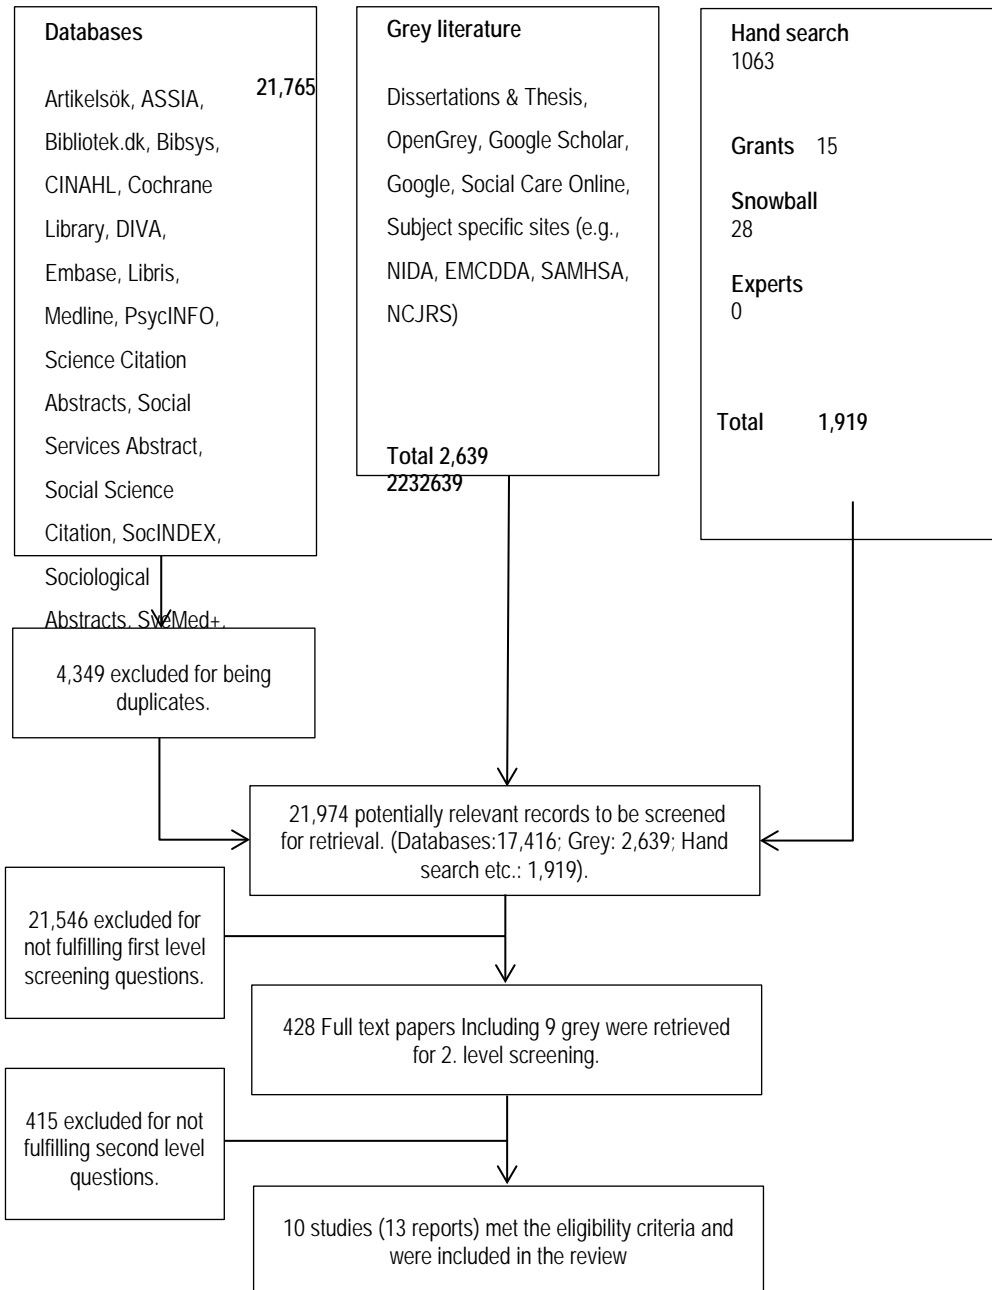 Databases
21,765
Artikelsök, ASSIA,
Bibliotek.dk, Bibsys,
CINAHL, Cochrane
Library, DIVA,
Embase, Libris,
Medline, PsycINFO,
Science Citation
Abstracts, Social
Services Abstract,
Social Science
Citation, SocINDEX,
Sociological
Abstracts, SveMed+,
Grey literature
Dissertations & Thesis,
OpenGrey, Google Scholar,
Google, Social Care Online,
Subject specific sites (e.g.,
NIDA, EMCDDA, SAMHSA,
NCJRS)
Total 2,639
2232639
Hand search
1063
Grants 15
Snowball
28
Experts
0
Total 1,919
4,349 excluded for being
duplicates.
21,974 potentially relevant records to be screened
for retrieval. (Databases:17,416; Grey: 2,639; Hand
search etc.: 1,919).
21,546 excluded for
not fulfilling first level
screening questions.
428 Full text papers Including 9 grey were retrieved
for 2. level screening.
415 excluded for not
fulfilling second level
questions.
10 studies (13 reports) met the eligibility criteria and
were included in the review